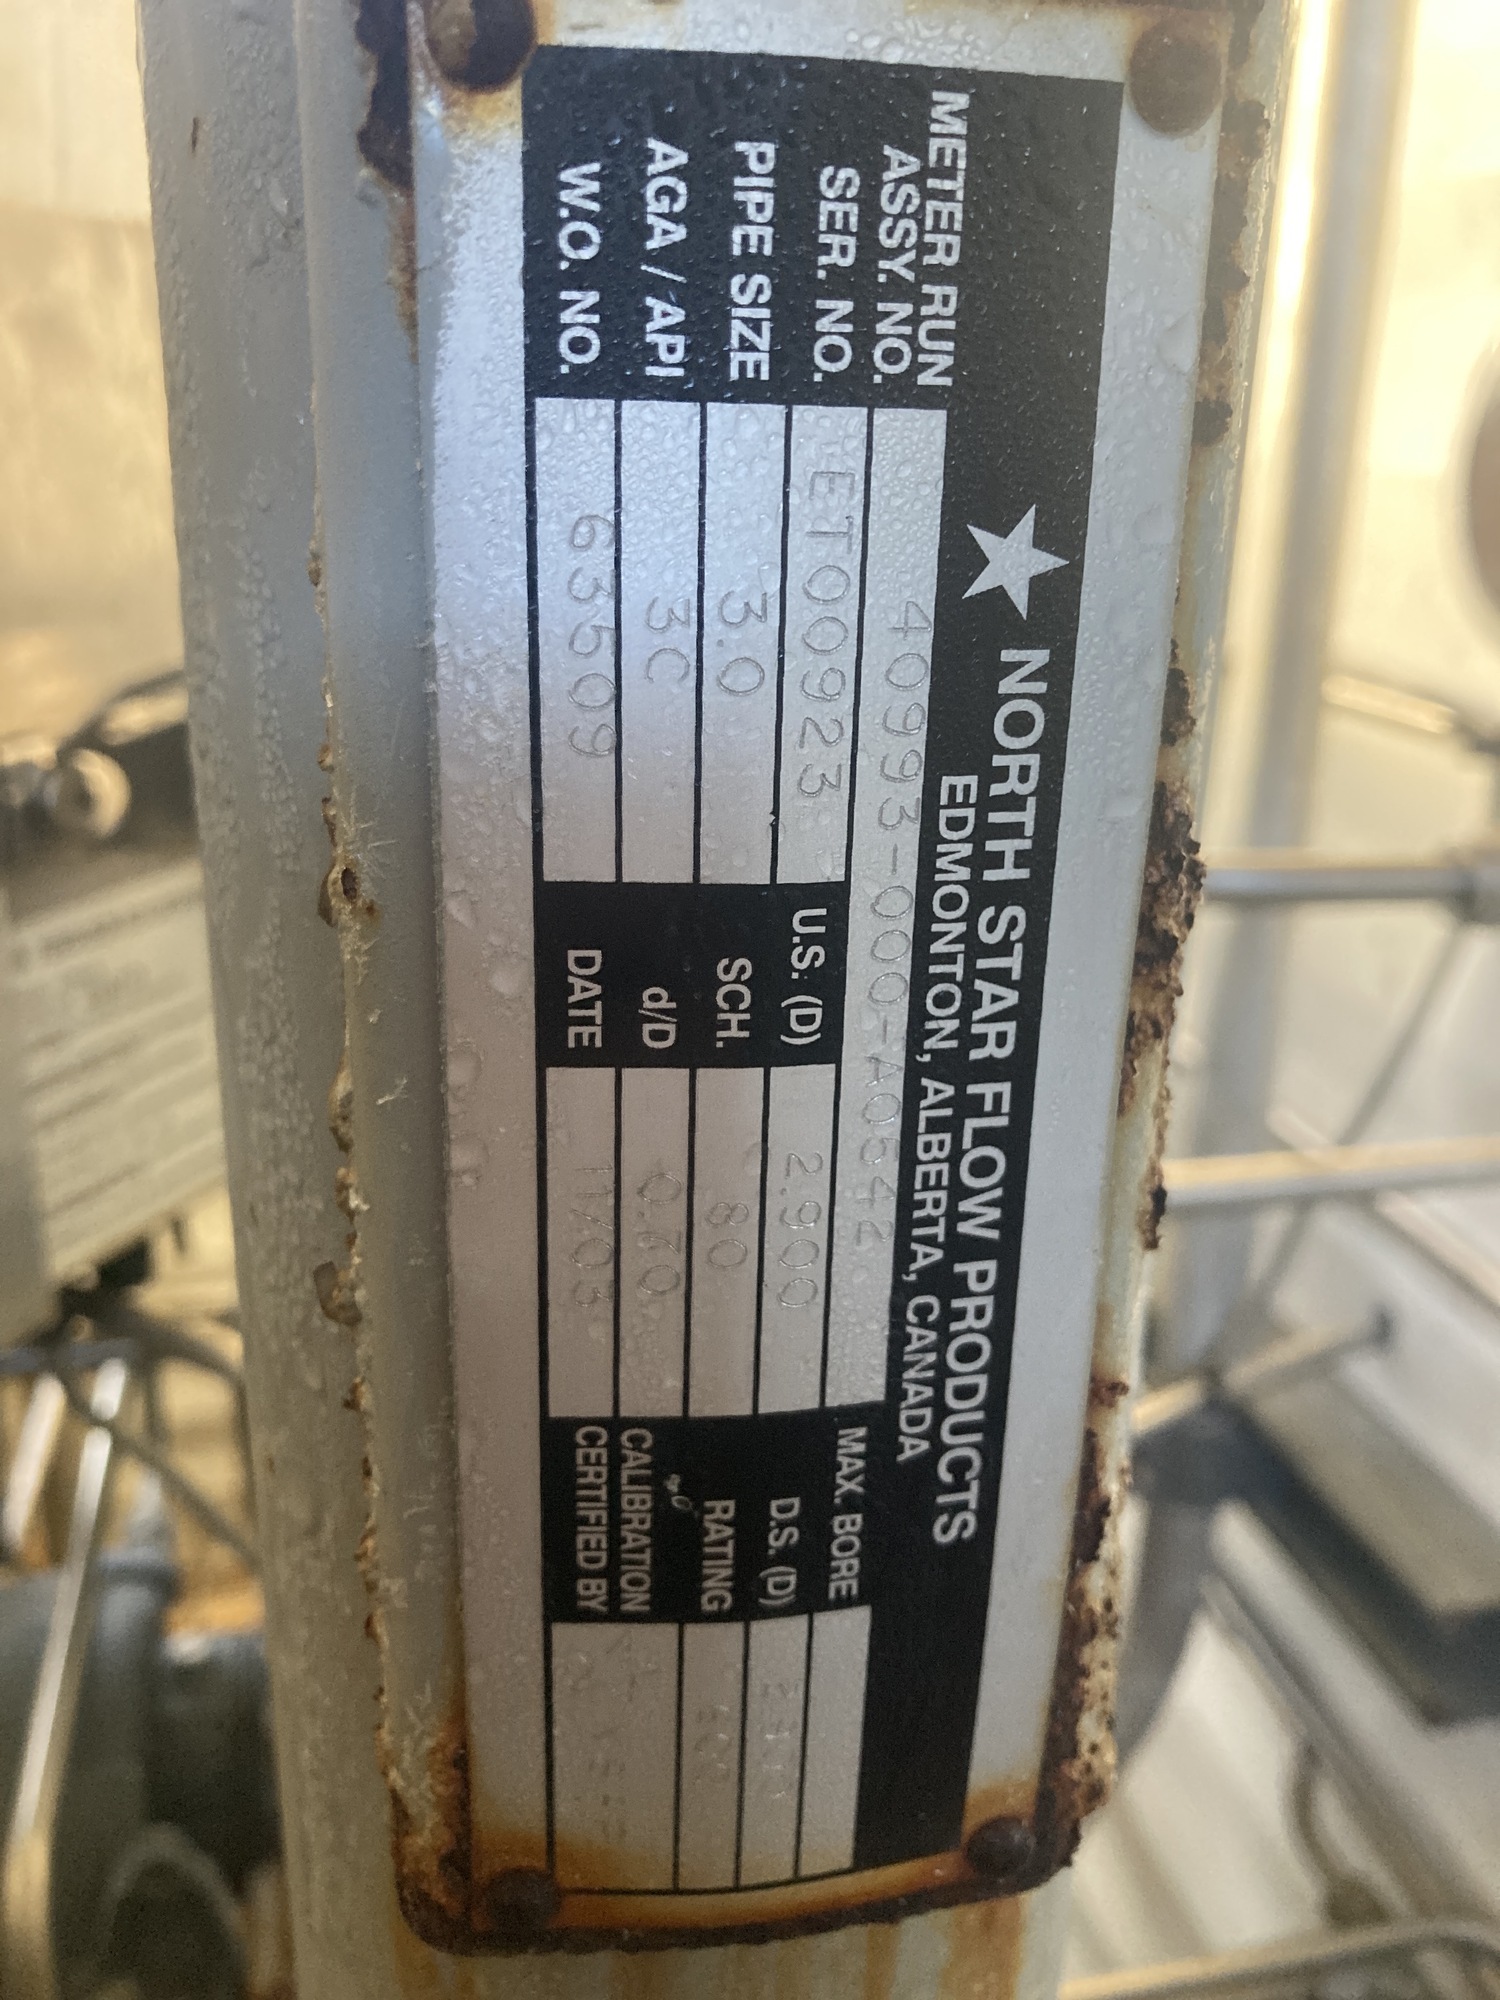 NORTH STAR FLOW PRODUCTS
EDMONTON, ALBERTA, CANADA
METER RUN
ASSY. NO. 40993-000-A0542
SER. NO. ET00923 U.S. (D) 2.900 MAX. BORE
PIPE SIZE 3.0 SCH. 80 D.S. (D)
AGA / API 3C d/D 0.70 RATING
W.O. NO. 63509 DATE 11/03 CALIBRATION
CERTIFIED BY